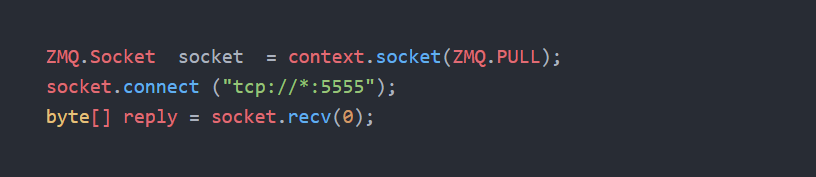 ZMQ.Socket  socket  = context.socket(ZMQ.PULL);
socket.connect ("tcp://*:5555");
byte[] reply = socket.recv(0);